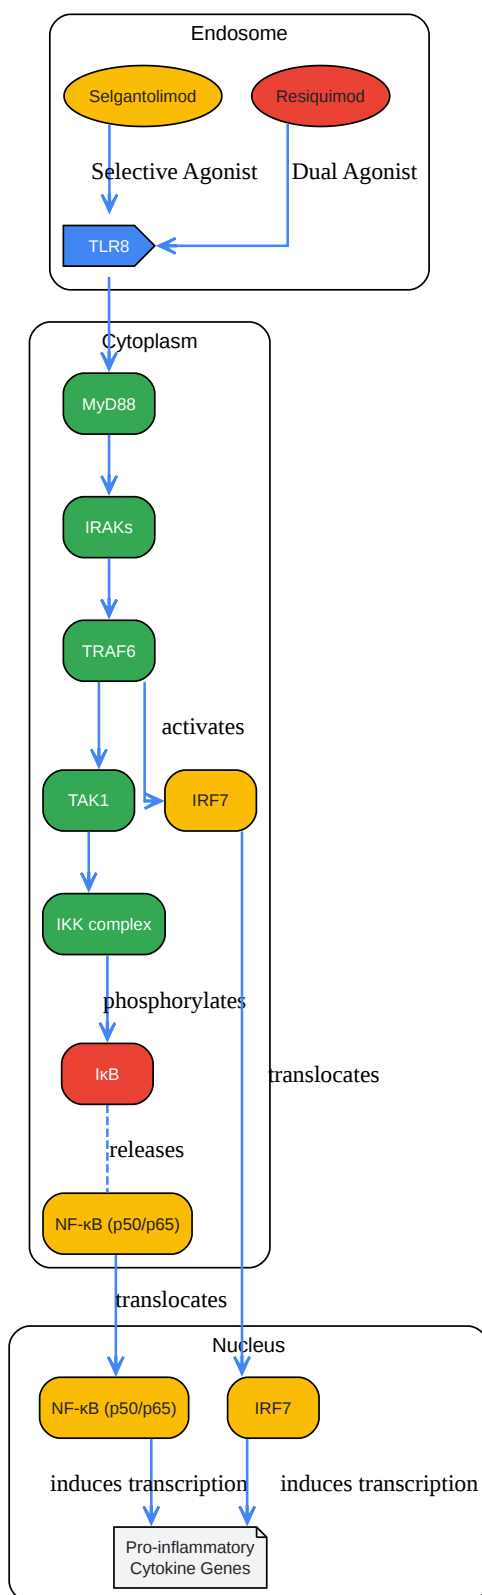 Endosome
Selgantolimod
Resiquimod
Selective Agonist
Dual Agonist
TLR8
Cytoplasm
MyD88
IRAKs
TRAF6
activates
TAK1
IRF7
IKK complex
phosphorylates
IκB
translocates
releases
NF-κB (p50/p65)
translocates
Nucleus
NF-κB (p50/p65)
IRF7
induces transcription
induces transcription
Pro-inflammatory
Cytokine Genes